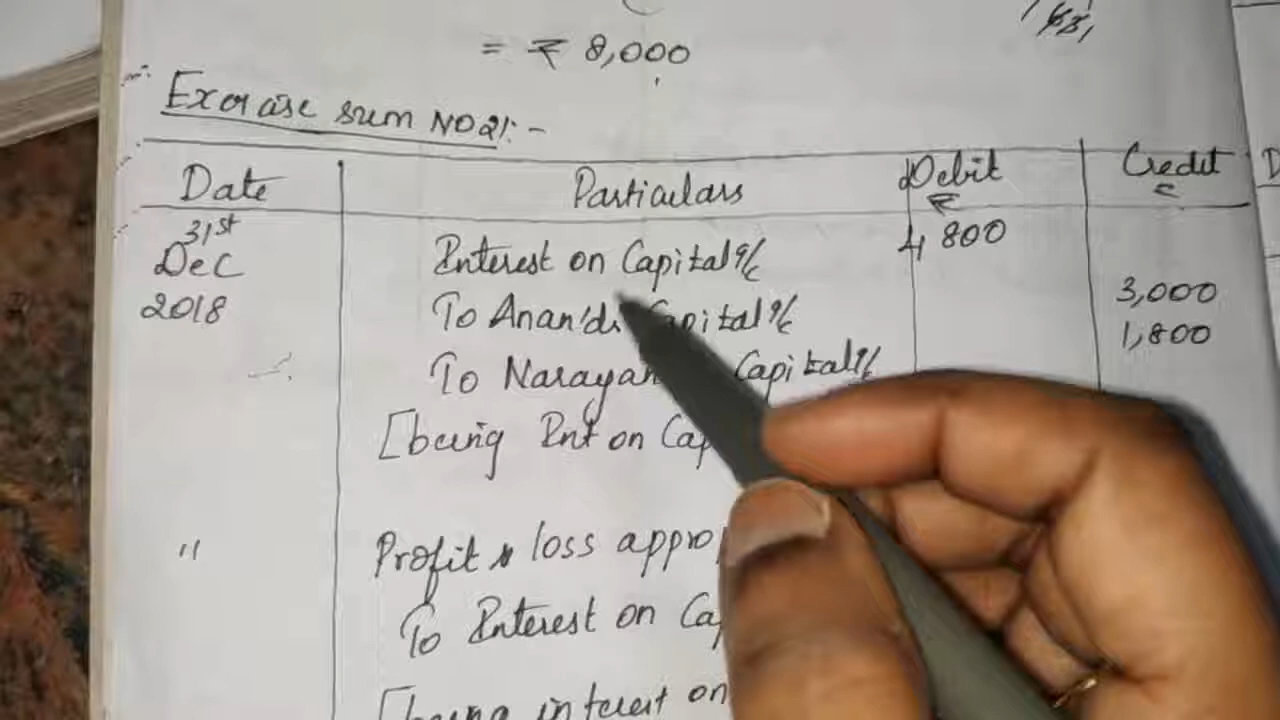 = ₹ 8,000
Exercise sum NO 21:-
Date Particulars Debit ₹ Credit ₹
31st Dec 2018 Interest on Capital a/c 4800
To Anand's Capital a/c 3,000
To Narayan Capital a/c 1,800
[being Int on Cap
" Profit & loss appro
To Interest on Ca
[being interest on